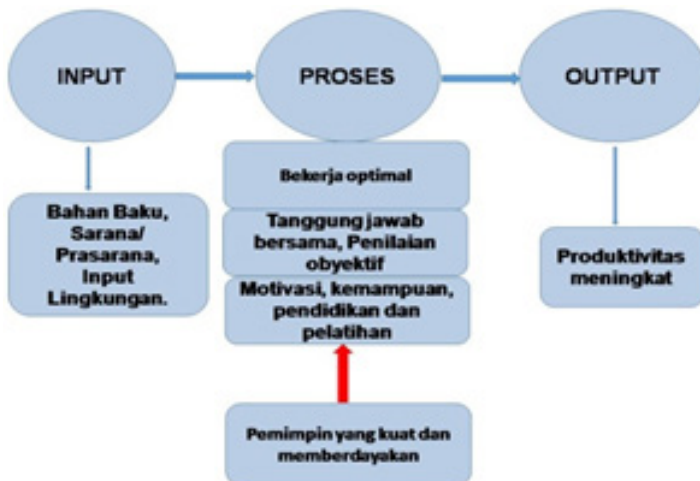 INPUT
PROSES
OUTPUT
Bahan Baku,
Sarana/
Prasarana,
Input
Lingkungan.
Bekerja optimal
Tanggung jawab
bersama, Penilaian
obyektif
Motivasi, kemampuan,
pendidikan dan
pelatihan
Produktivitas
meningkat
Pemimpin yang kuat dan
memberdayakan